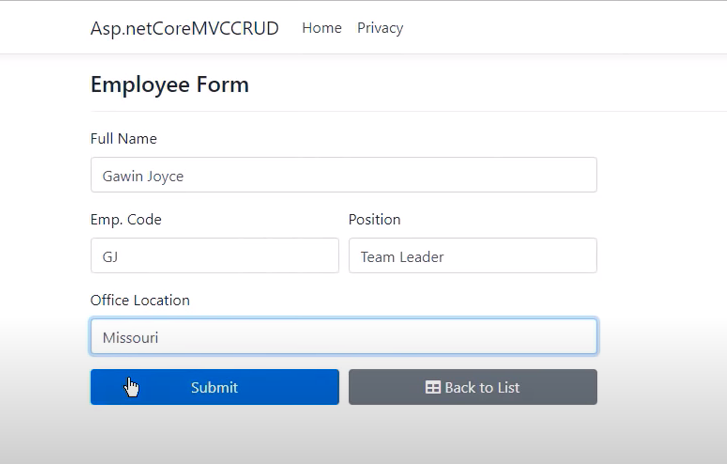 Asp.netCoreMVCCRUD Home Privacy
Employee Form
Full Name
Gawin Joyce
Emp. Code Position
GJ Team Leader
Office Location
Missouri
Submit Back to List